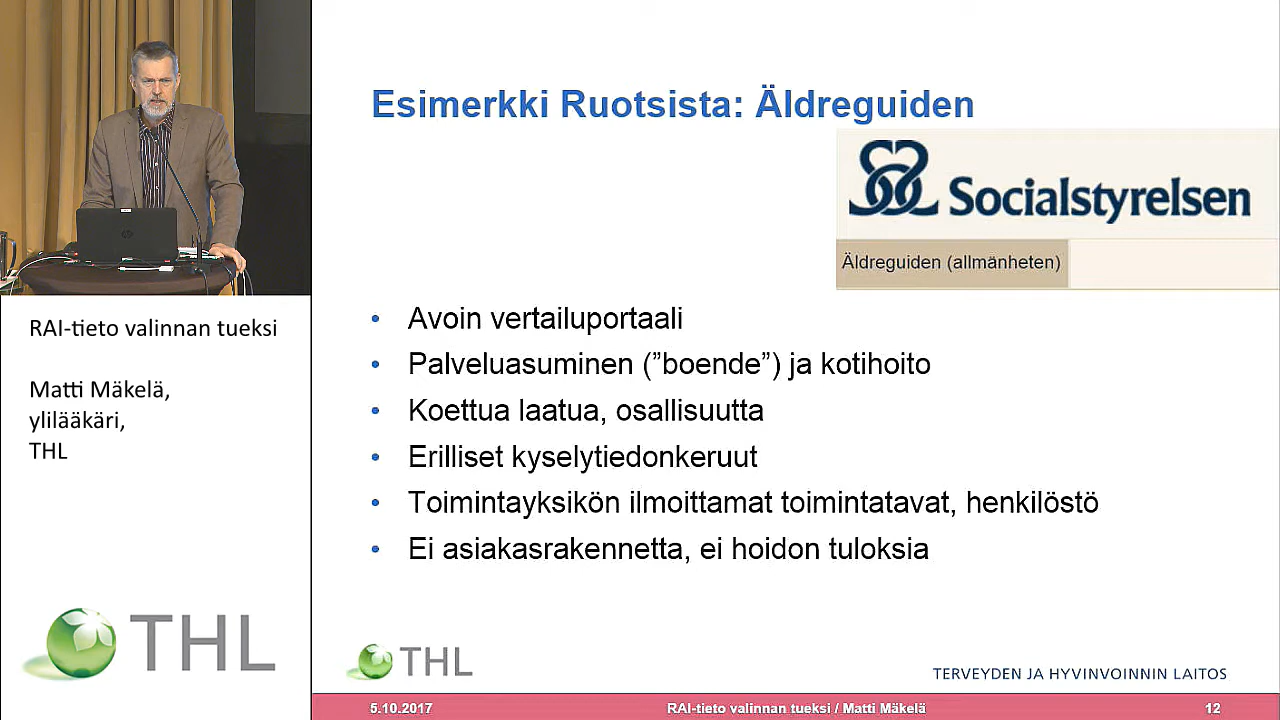 Esimerkki Ruotsista: Äldreguiden
Socialstyrelsen
Äldreguiden (allmänheten)
• Avoin vertailuportaali
• Palveluasuminen (”boende”) ja kotihoito
• Koettua laatua, osallisuutta
• Erilliset kyselytiedonkeruut
• Toimintayksikön ilmoittamat toimintatavat, henkilöstö
• Ei asiakasrakennetta, ei hoidon tuloksia
RAI-tieto valinnan tueksi
Matti Mäkelä,
ylilääkäri,
THL
THL
THL
TERVEYDEN JA HYVINVOINNIN LAITOS
5.10.2017
RAI-tieto valinnan tueksi / Matti Mäkelä
12